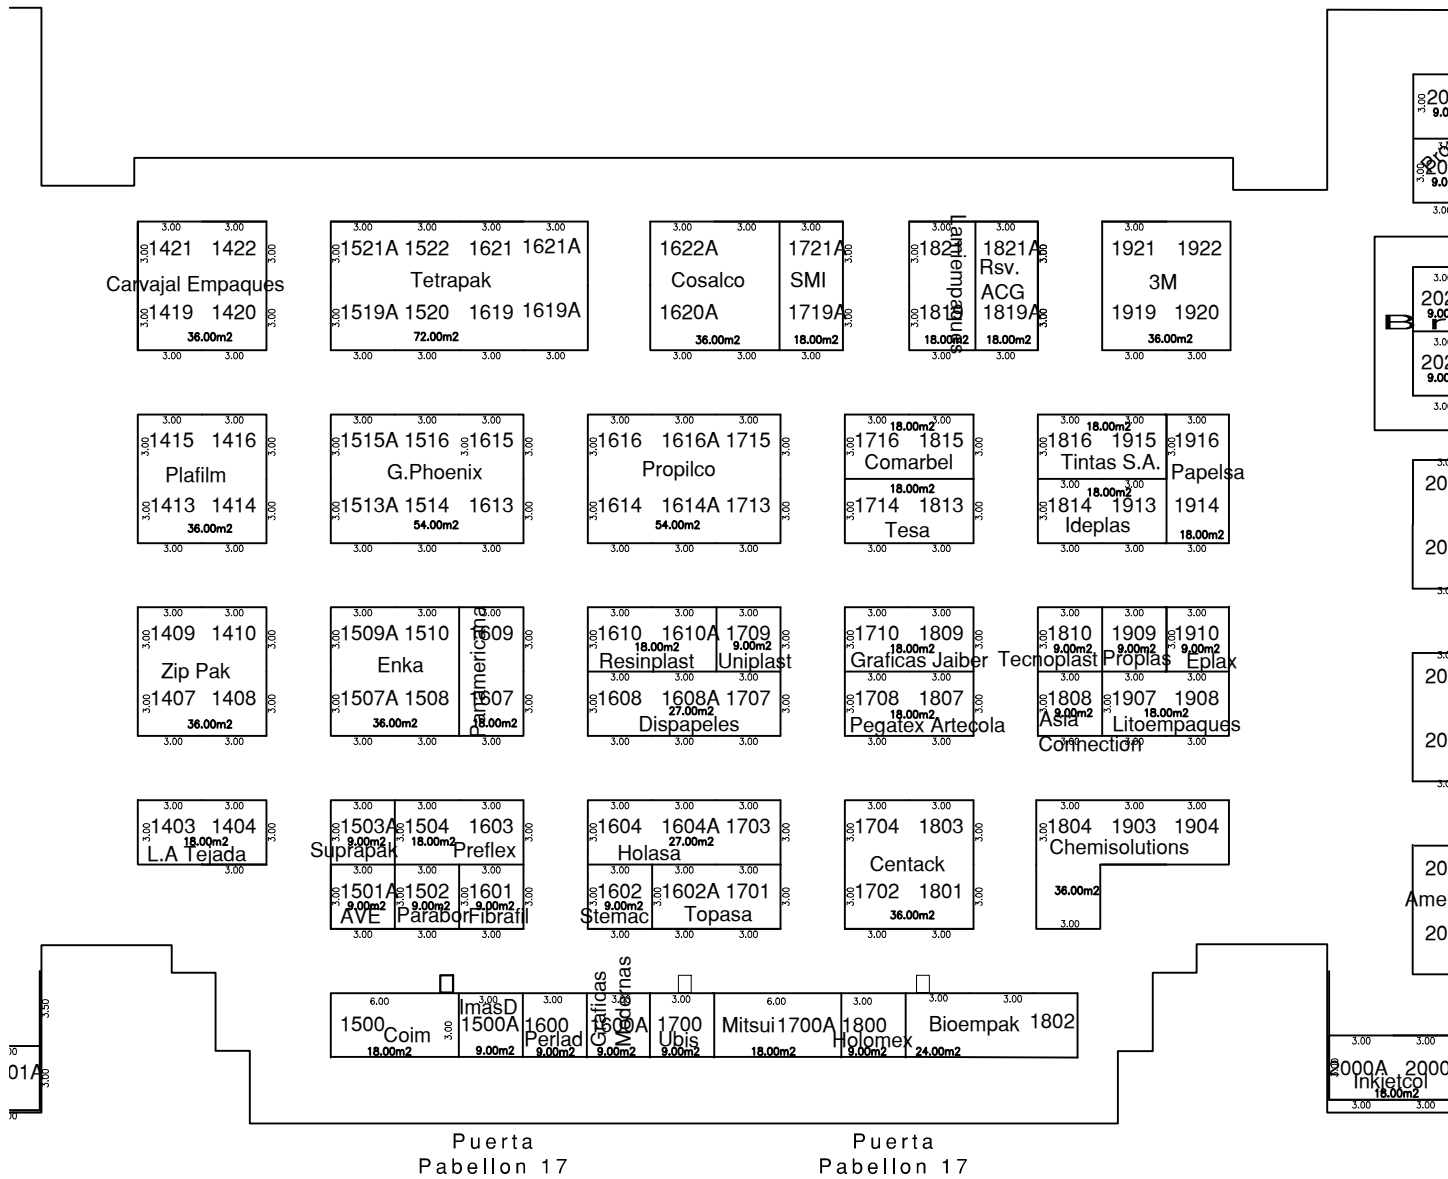 1421 1422
Carvajal Empaques
1419 1420
36.00m2
1521A 1522 1621 1621A
Tetrapak
1519A 1520 1619 1619A
72.00m2
1622A
Cosalco
1620A
36.00m2
1721A
SMI
1719A
18.00m2
Lamiempaques
18.00m2
1821A
Rsv.
ACG
1819A
18.00m2
1921 1922
3M
1919 1920
36.00m2
1415 1416
Plafilm
1413 1414
36.00m2
1515A 1516 1615
G.Phoenix
1513A 1514 1613
54.00m2
1616 1616A 1715
Propilco
1614 1614A 1713
54.00m2
18.00m2
1716 1815
Comarbel
18.00m2
1714 1813
Tesa
18.00m2
1816 1915
Tintas S.A.
18.00m2
1814 1913
Ideplas
1916
Papelsa
1914
18.00m2
1409 1410
Zip Pak
1407 1408
36.00m2
1509A 1510
Enka
1507A 1508
36.00m2
1609
Panamericana
1607
18.00m2
1610 1610A
18.00m2
Resinplast
1709
9.00m2
Uniplast
1608 1608A 1707
27.00m2
Dispapeles
1710 1809
18.00m2
Graficas Jaiber
1708 1807
18.00m2
Pegatex Artecola
1810
9.00m2
Tecnoplast
1909
9.00m2
Proplas
1910
9.00m2
Eplax
1808
9.00m2
Asia
Connection
1907 1908
18.00m2
Litoempaques
1403 1404
18.00m2
L.A Tejada
1503A
9.00m2
Suprapak
1504 1603
18.00m2
Preflex
1501A
9.00m2
AVE
1502
9.00m2
Parabor
1601
9.00m2
Fibrafil
1604 1604A 1703
27.00m2
Holasa
1602
9.00m2
Stemac
1602A 1701
Topasa
1704 1803
Centack
1702 1801
36.00m2
1804 1903 1904
Chemisolutions
36.00m2
1500
Coim
18.00m2
ImasD
1500A
9.00m2
1600
Perlad
9.00m2
Graficas
Modernas
1600A
9.00m2
1700
Ubis
9.00m2
Mitsui 1700A
18.00m2
1800
Holomex
9.00m2
Bioempak 1802
24.00m2
01A
2000A 2000
Inkjetcol
18.00m2
Puerta
Pabellon 17
Puerta
Pabellon 17